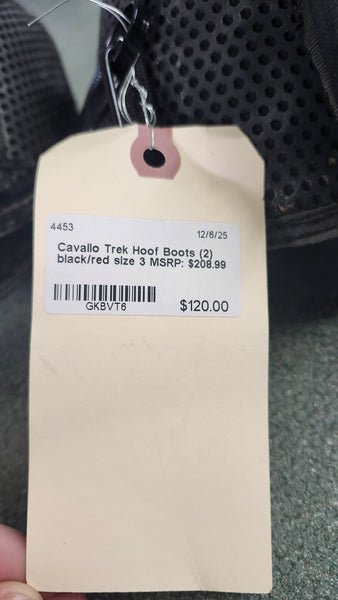 4453 12/6/25
Cavallo Trek Hoof Boots (2)
black/red size 3 MSRP: $208.99
GKBVT6 $120.00